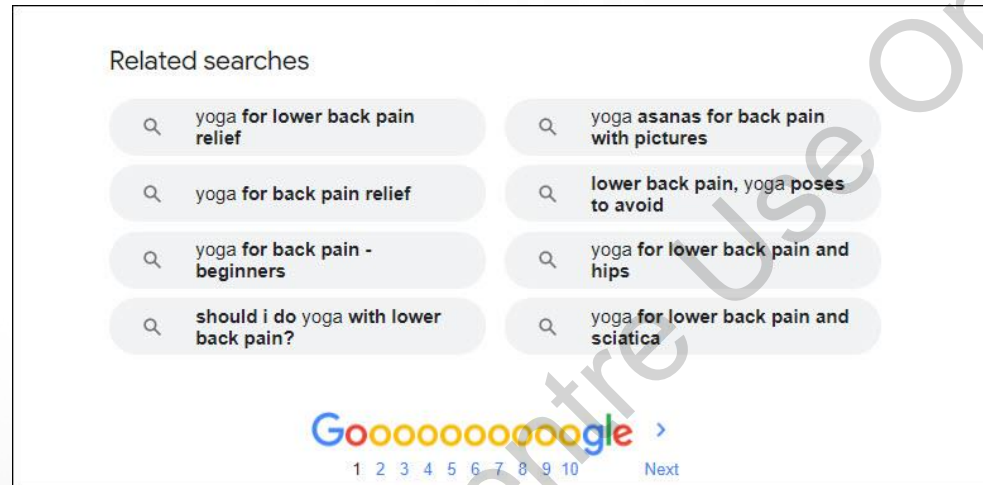 Related searches
yoga for lower back pain
relief
yoga asanas for back pain
with pictures
yoga for back pain relief
lower back pain, yoga poses
to avoid
yoga for back pain -
beginners
yoga for lower back pain and
hips
should i do yoga with lower
back pain?
yoga for lower back pain and
sciatica
Goooooooooogle >
1 2 3 4 5 6 7 8 9 10 Next
entre Use On